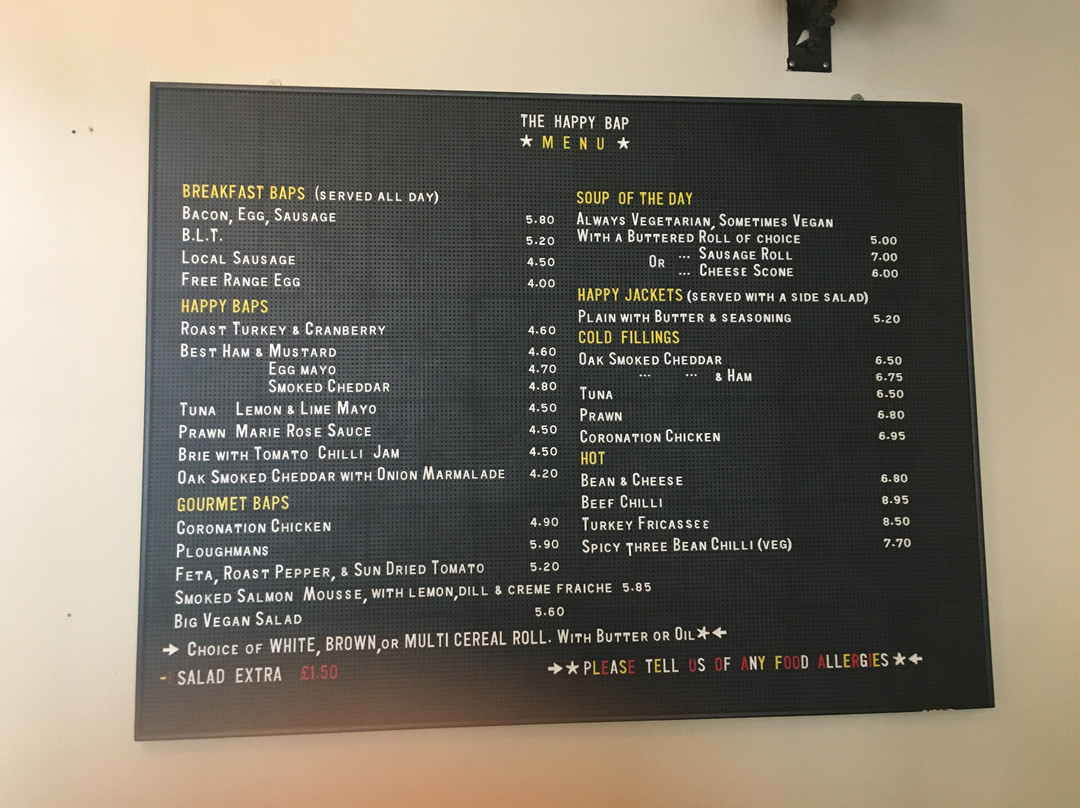 THE HAPPY BAP
★ MENU ★
BREAKFAST BAPS (SERVED ALL DAY)
BACON, EGG, SAUSAGE 5.80
B.L.T. 5.20
LOCAL SAUSAGE 4.50
FREE RANGE EGG 4.00
HAPPY BAPS
ROAST TURKEY & CRANBERRY 4.60
BEST HAM & MUSTARD 4.60
EGG MAYO 4.70
SMOKED CHEDDAR 4.80
TUNA LEMON & LIME MAYO 4.50
PRAWN MARIE ROSE SAUCE 4.50
BRIE WITH TOMATO CHILLI JAM 4.50
OAK SMOKED CHEDDAR WITH ONION MARMALADE 4.20
GOURMET BAPS
CORONATION CHICKEN 4.90
PLOUGHMANS 5.90
FETA, ROAST PEPPER, & SUN DRIED TOMATO 5.20
SMOKED SALMON MOUSSE, WITH LEMON, DILL & CREME FRAICHE 5.85
BIG VEGAN SALAD 5.60
SOUP OF THE DAY
ALWAYS VEGETARIAN, SOMETIMES VEGAN
WITH A BUTTERED ROLL OF CHOICE 5.00
OR ... SAUSAGE ROLL 7.00
... CHEESE SCONE 6.00
HAPPY JACKETS (SERVED WITH A SIDE SALAD)
PLAIN WITH BUTTER & SEASONING 5.20
COLD FILLINGS
OAK SMOKED CHEDDAR 6.50
... ... & HAM 6.75
TUNA 6.50
PRAWN 6.80
CORONATION CHICKEN 6.95
HOT
BEAN & CHEESE 6.80
BEEF CHILLI 8.95
TURKEY FRICASSEE 8.50
SPICY THREE BEAN CHILLI (VEG) 7.70
→ CHOICE OF WHITE, BROWN, OR MULTI CEREAL ROLL. WITH BUTTER OR OIL ★←
SALAD EXTRA £1.50
→★ PLEASE TELL US OF ANY FOOD ALLERGIES ★←